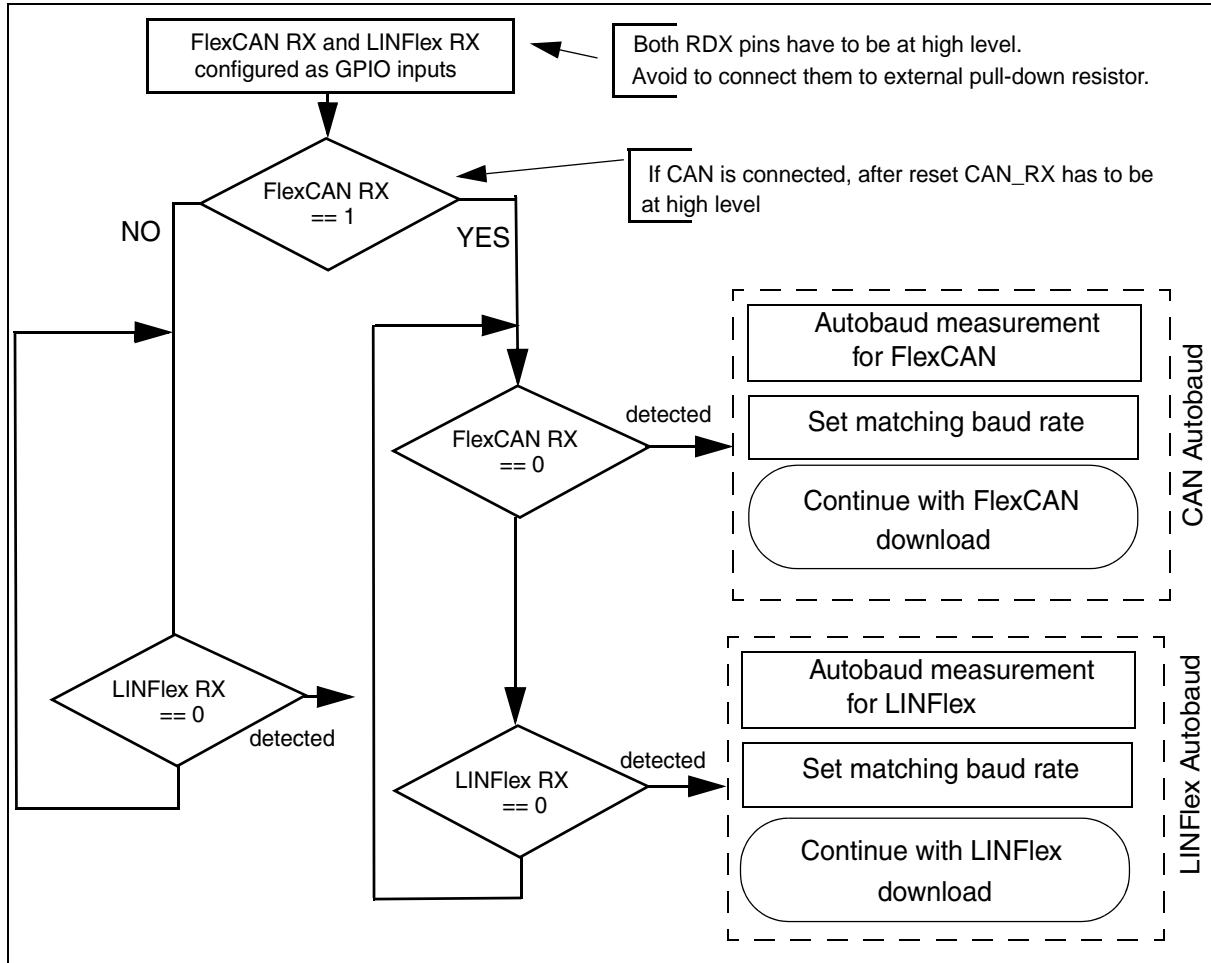 FlexCAN RX and LINFlex RX
configured as GPIO inputs
Both RDX pins have to be at high level.
Avoid to connect them to external pull-down resistor.
FlexCAN RX
== 1
If CAN is connected, after reset CAN_RX has to be
at high level
NO
YES
FlexCAN RX
== 0
detected
Autobaud measurement
for FlexCAN
Set matching baud rate
Continue with FlexCAN
download
CAN Autobaud
LINFlex RX
== 0
detected
LINFlex RX
== 0
detected
Autobaud measurement
for LINFlex
Set matching baud rate
Continue with LINFlex
download
LINFlex Autobaud